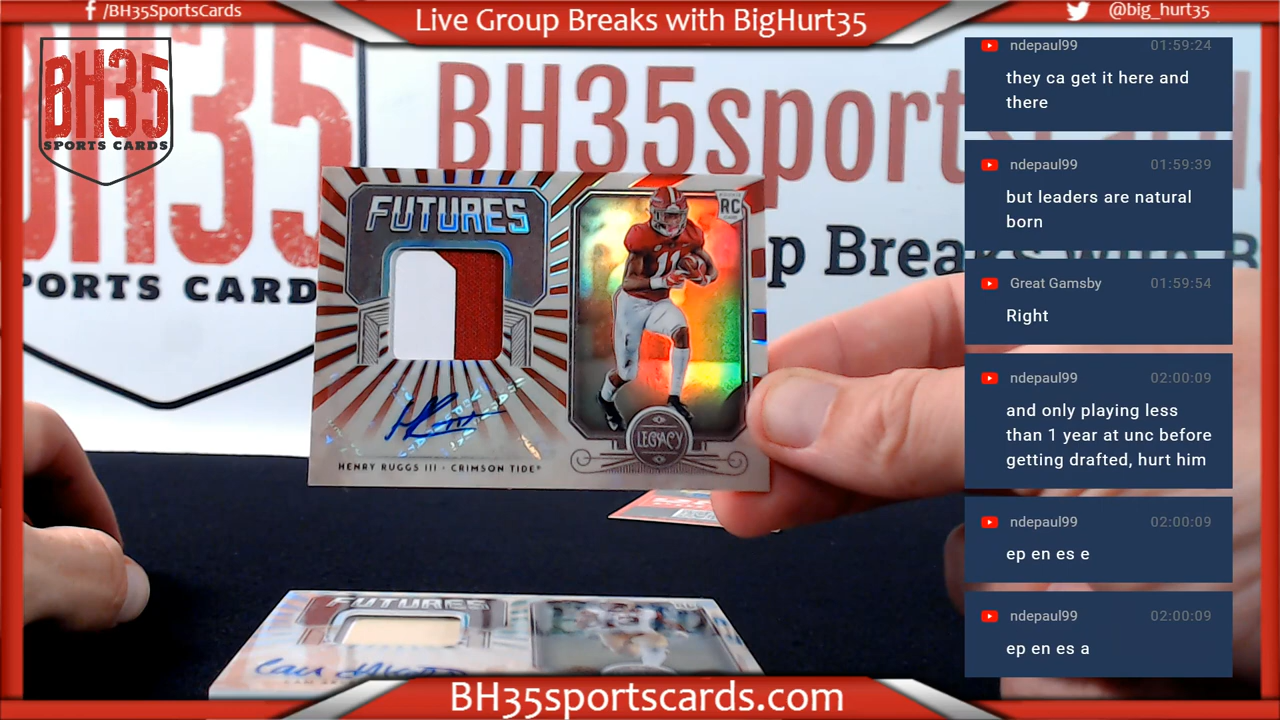 /BH35SportsCards
Live Group Breaks with BigHurt35
@big_hurt35
BH35
SPORTS CARDS
BH35sport
p Brea
PORTS CARD
FUTURES
RC
11
LEGACY
HENRY RUGGS III · CRIMSON TIDE
FUTURES
ndepaul99 01:59:24
they ca get it here and
there
ndepaul99 01:59:39
but leaders are natural
born
Great Gamsby 01:59:54
Right
ndepaul99 02:00:09
and only playing less
than 1 year at unc before
getting drafted, hurt him
ndepaul99 02:00:09
ep en es e
ndepaul99 02:00:09
ep en es a
BH35sportscards.com